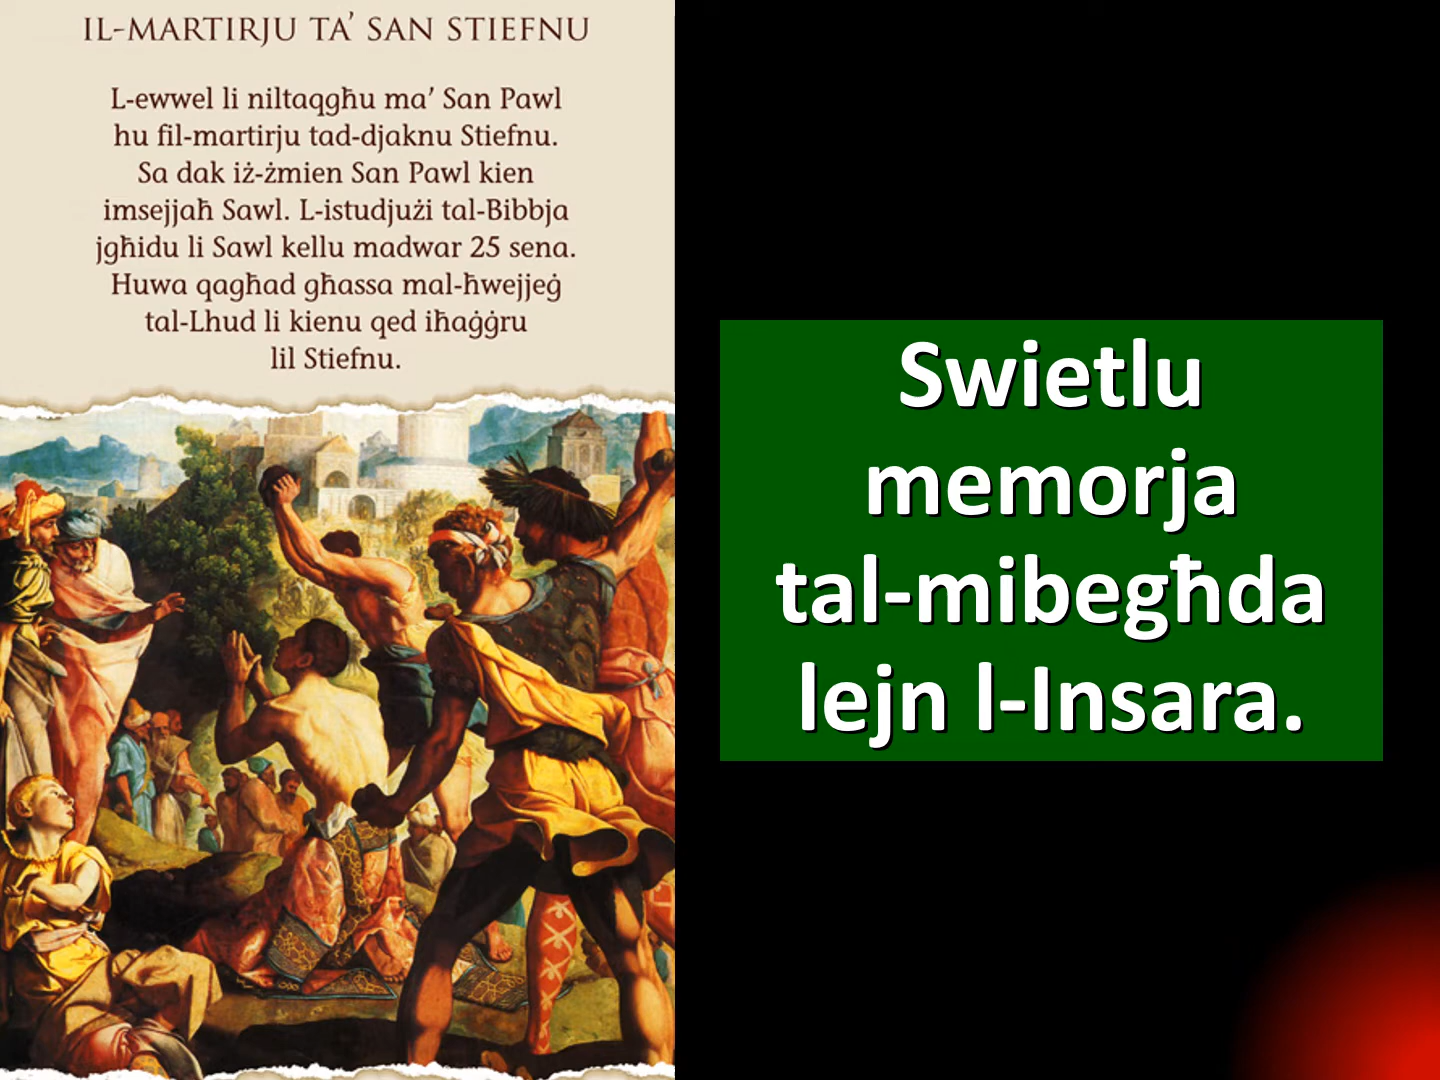 IL-MARTIRJU TA’ SAN STIEFNU
L-ewwel li niltaqgħu ma’ San Pawl
hu fil-martirju tad-djaknu Stiefnu.
Sa dak iż-żmien San Pawl kien
imsejjaħ Sawl. L-istudjużi tal-Bibbja
jgħidu li Sawl kellu madwar 25 sena.
Huwa qagħad għassa mal-ħwejjeġ
tal-Lhud li kienu qed iħaġġru
lil Stiefnu.
Swietlu
memorja
tal-mibegħda
lejn l-Insara.